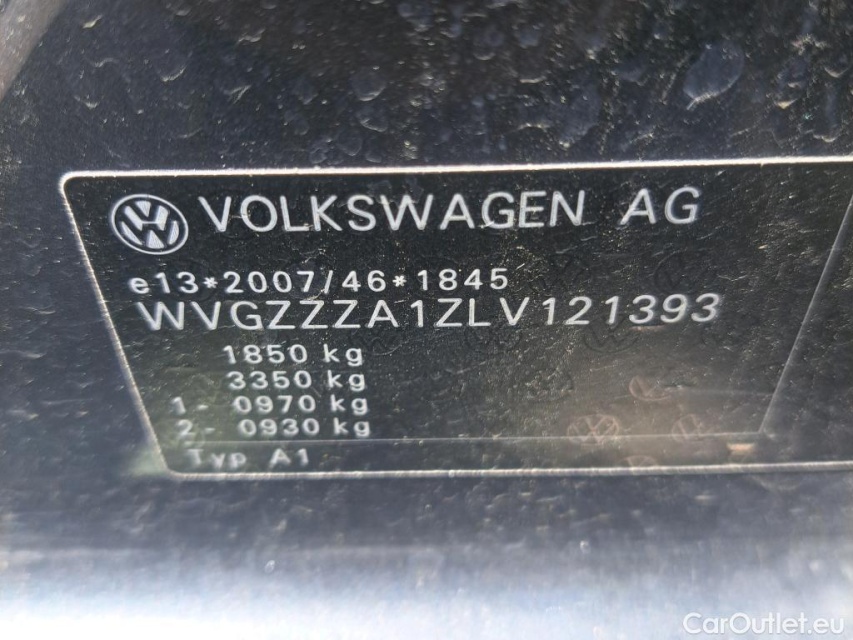 VOLKSWAGEN AG
e13*2007/46*1845
WVGZZZA1ZLV121393
1850 kg
3350 kg
1- 0970 kg
2- 0930 kg
Typ A1
CarOutlet.eu